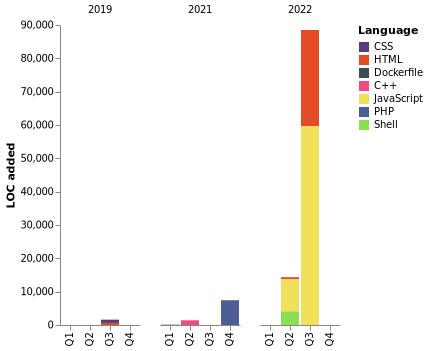 2019 2021 2022
Language
CSS
HTML
Dockerfile
C++
JavaScript
PHP
Shell
LOC added
90,000
80,000
70,000
60,000
50,000
40,000
30,000
20,000
10,000
0
Q1 Q2 Q3 Q4 Q1 Q2 Q3 Q4 Q1 Q2 Q3 Q4